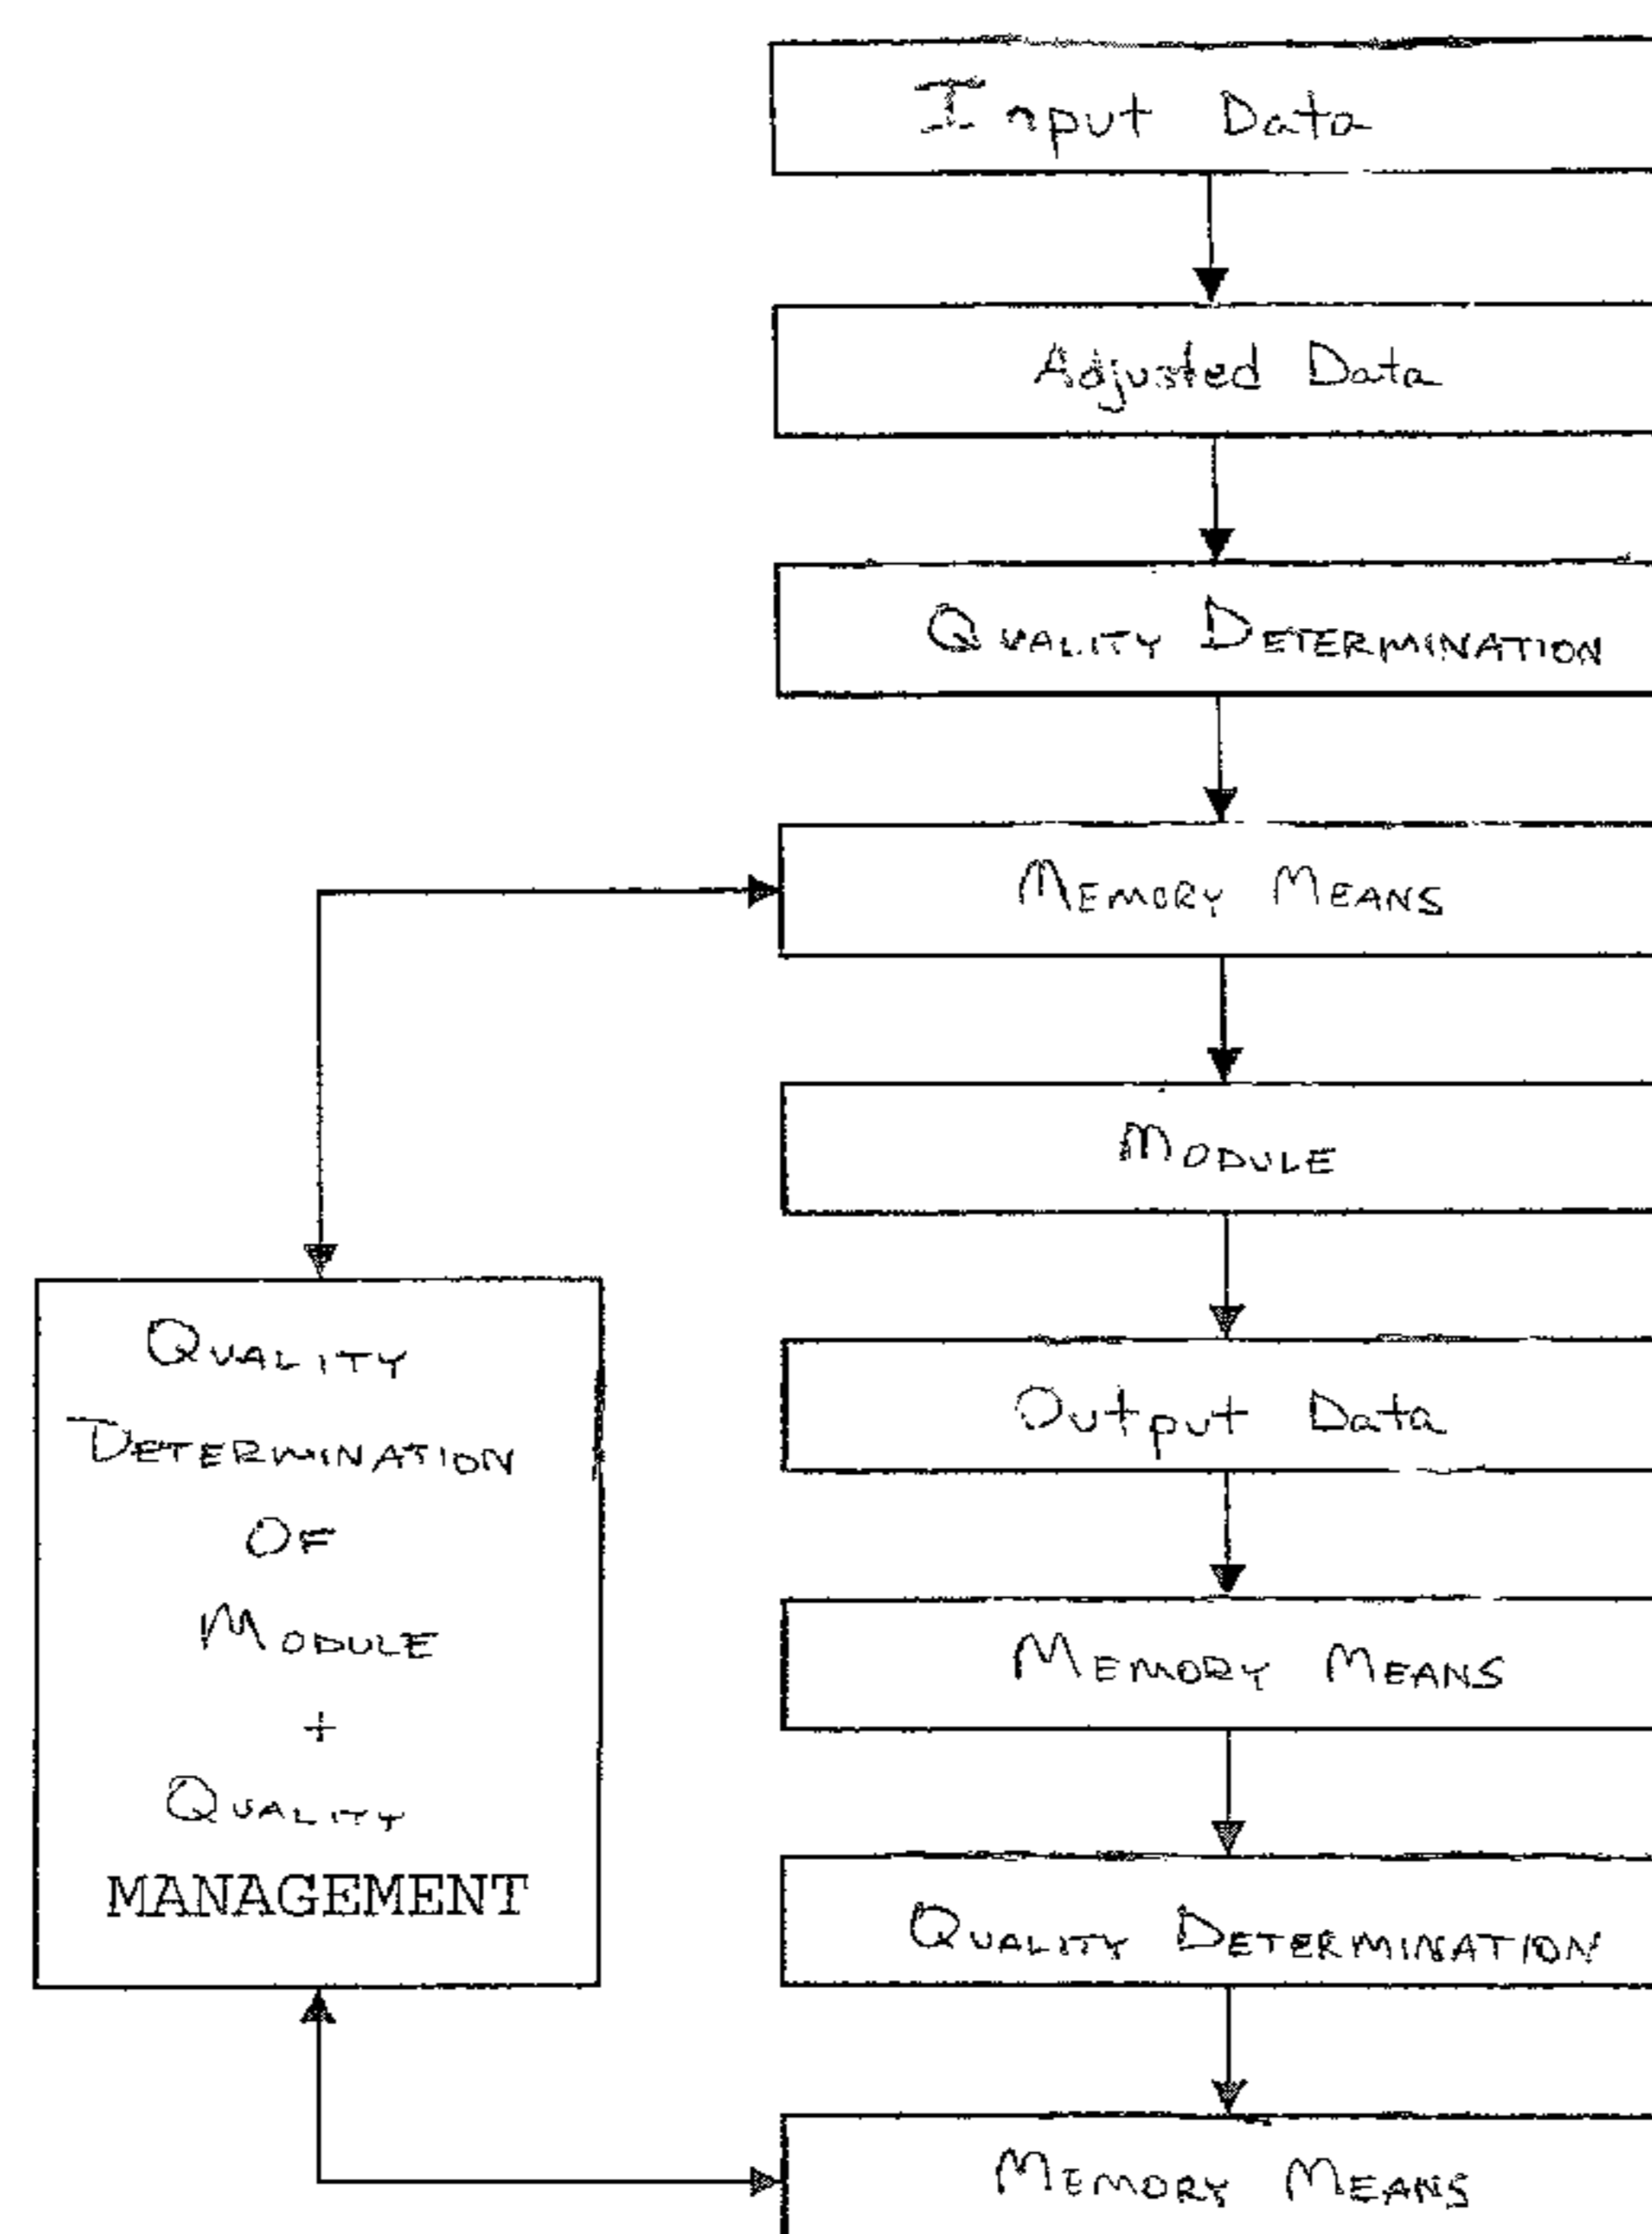 Input Data
Adjusted Data
QUALITY DETERMINATION
MEMORY MEANS
MODULE
QUALITY
DETERMINATION
OF
MODULE
+
QUALITY
MANAGEMENT
Output Data
MEMORY MEANS
QUALITY DETERMINATION
MEMORY MEANS